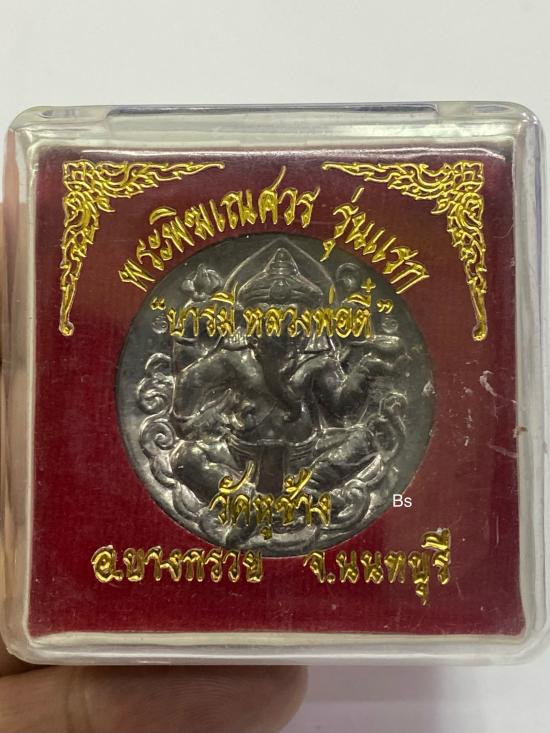 พระพิฆเณศวร รุ่นแรก
"บารมี หลวงพ่อตี๋"
วัดหูช้าง
Bs
อ.บางกรวย จ.นนทบุรี